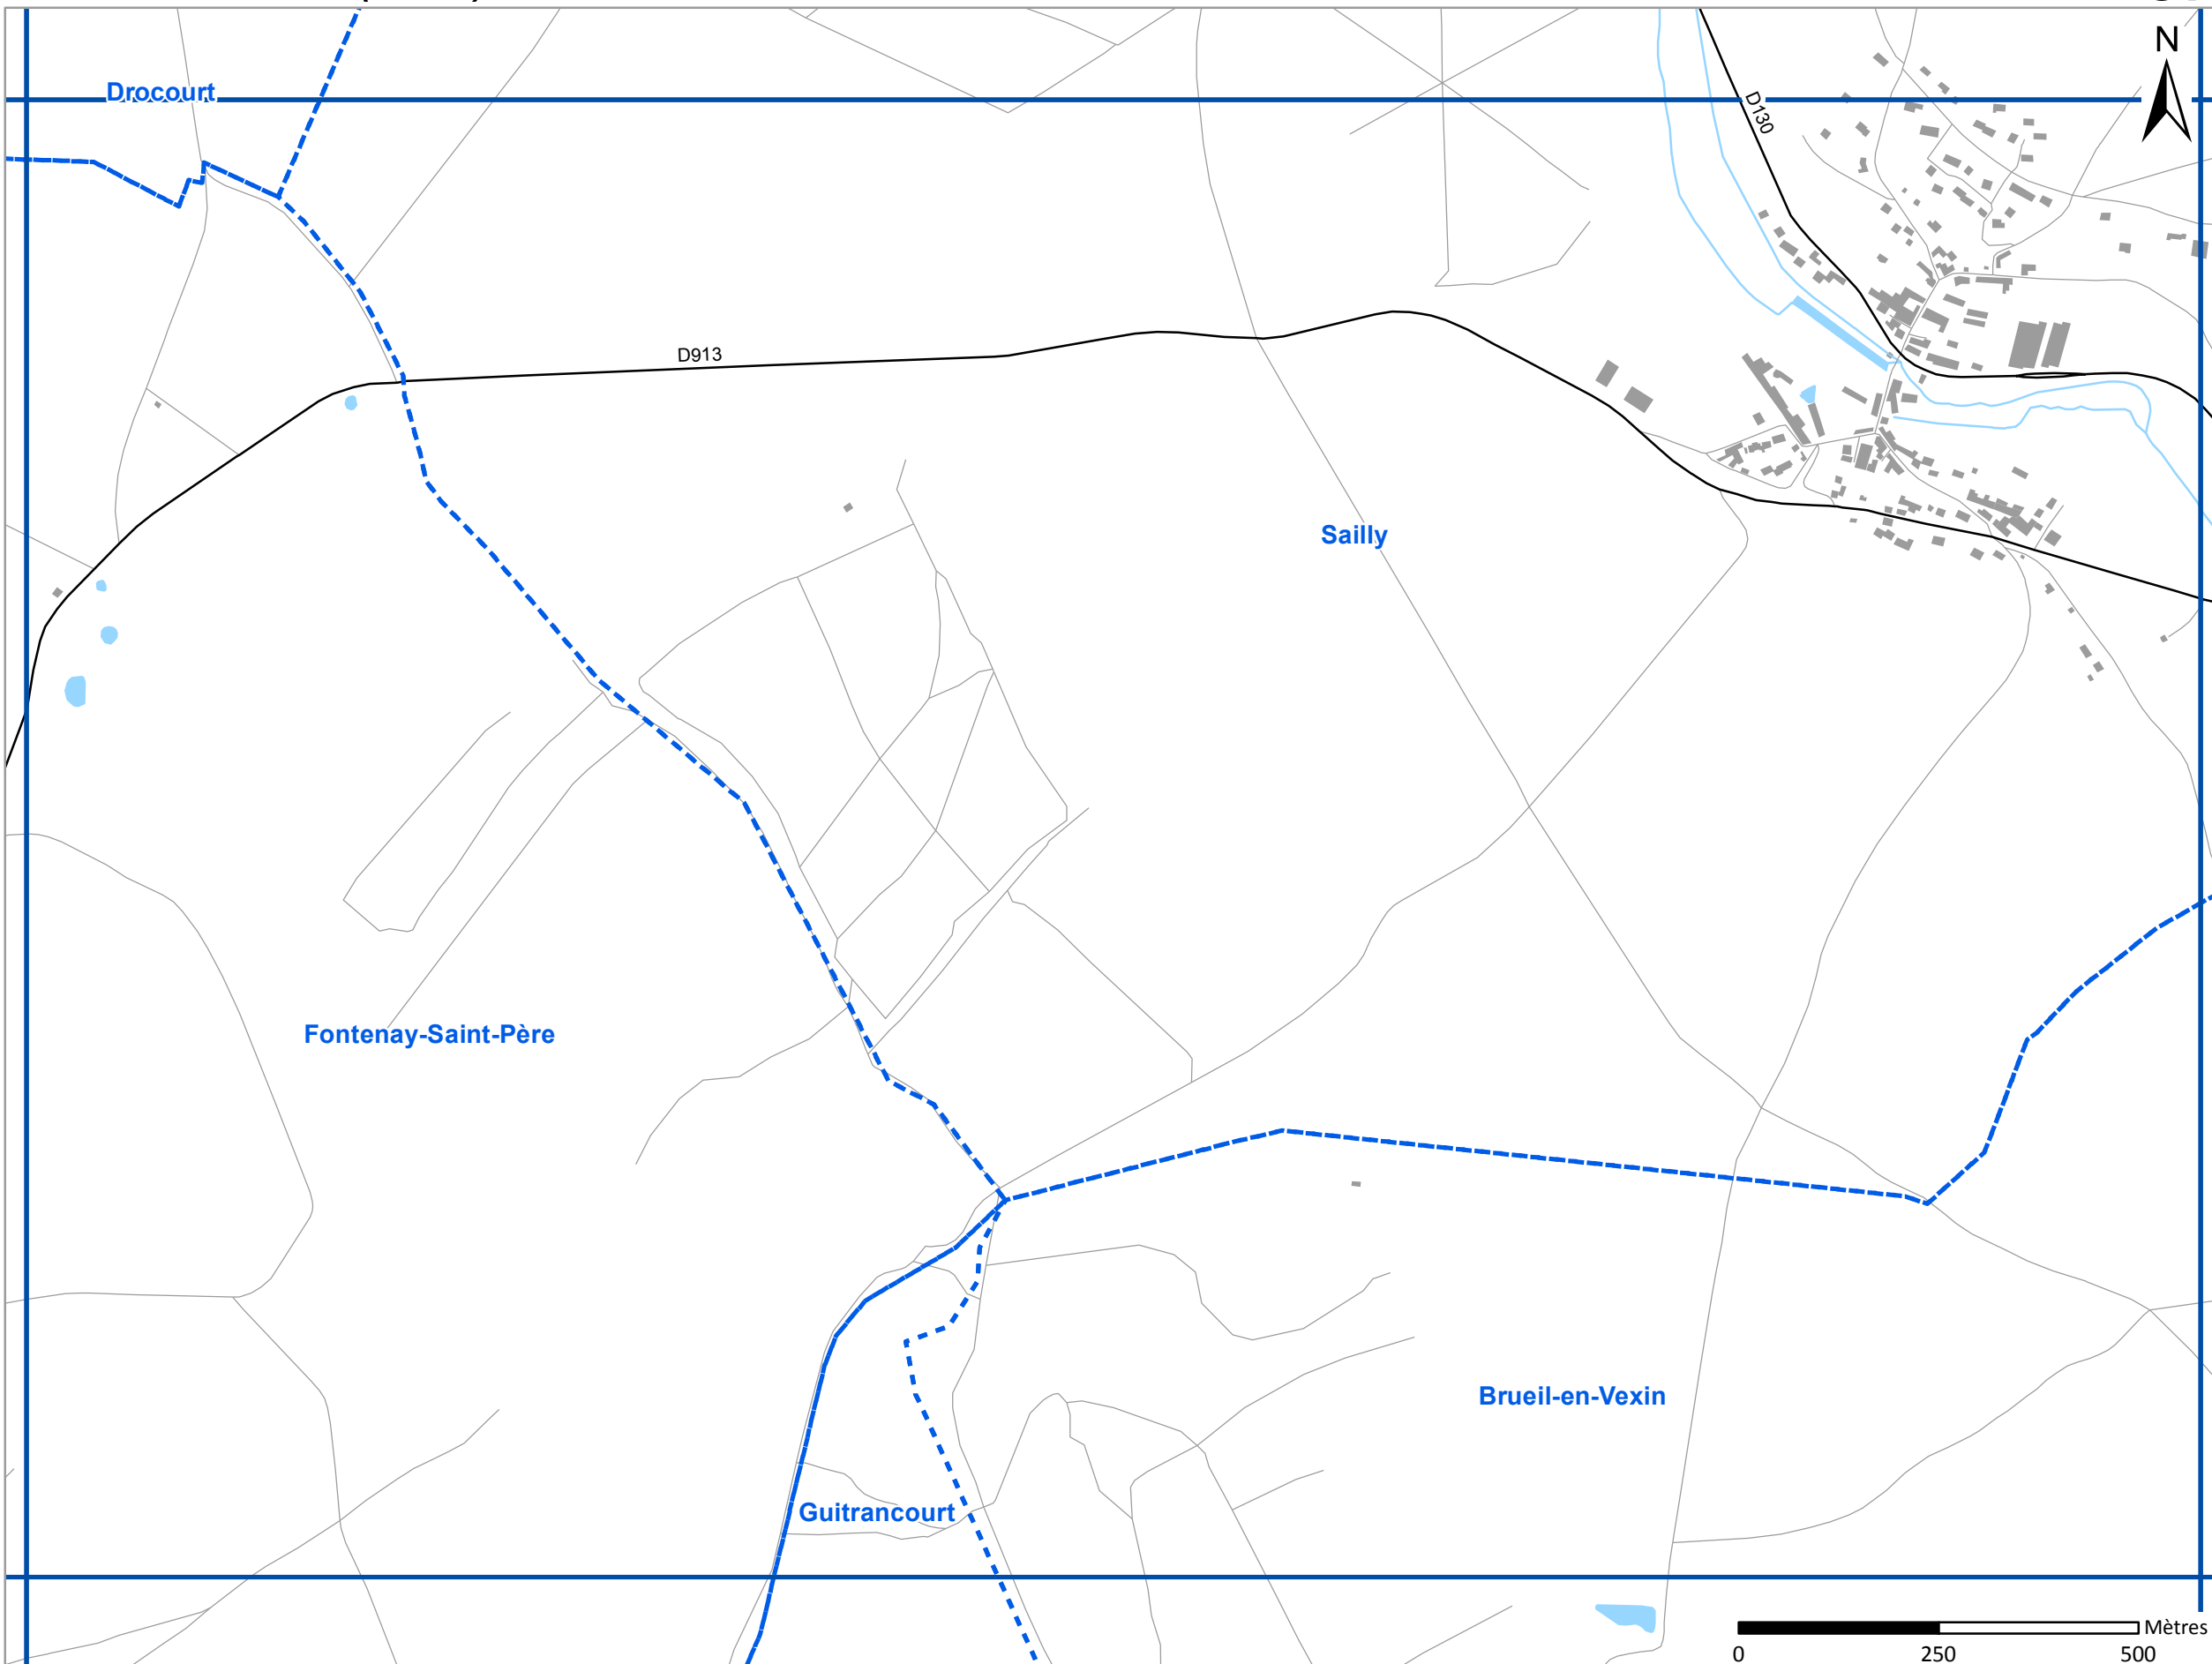 N
Drocourt
D130
D913
Sailly
Fontenay-Saint-Père
Brueil-en-Vexin
Guitrancourt
Mètres
0 250 500